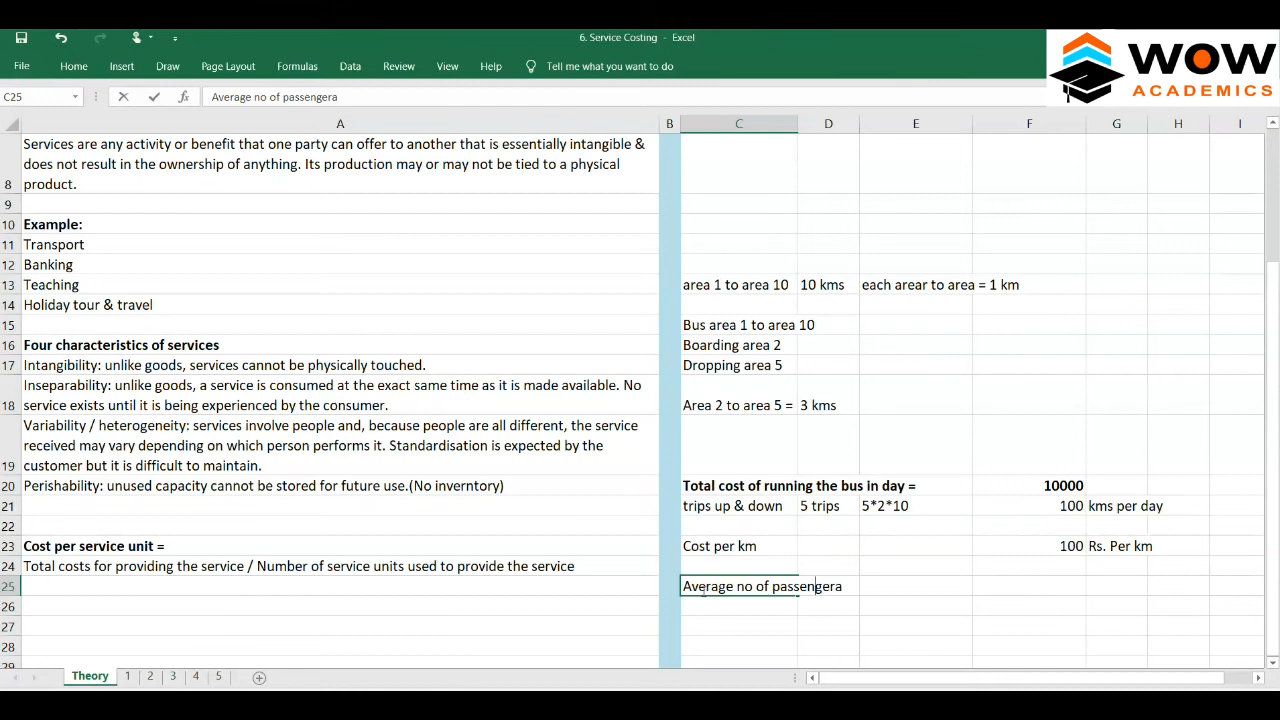 6. Service Costing - Excel
WOW
ACADEMICS
File Home Insert Draw Page Layout Formulas Data Review View Help Tell me what you want to do
C25 fx Average no of passengera
A B C D E F G H I
Services are any activity or benefit that one party can offer to another that is essentially intangible &
does not result in the ownership of anything. Its production may or may not be tied to a physical
8 product.
9
10 Example:
11 Transport
12 Banking
13 Teaching area 1 to area 10 10 kms each arear to area = 1 km
14 Holiday tour & travel
15 Bus area 1 to area 10
16 Four characteristics of services Boarding area 2
17 Intangibility: unlike goods, services cannot be physically touched. Dropping area 5
Inseparability: unlike goods, a service is consumed at the exact same time as it is made available. No
18 service exists until it is being experienced by the consumer. Area 2 to area 5 = 3 kms
Variability / heterogeneity: services involve people and, because people are all different, the service
received may vary depending on which person performs it. Standardisation is expected by the
19 customer but it is difficult to maintain.
20 Perishability: unused capacity cannot be stored for future use.(No inverntory) Total cost of running the bus in day = 10000
21 trips up & down 5 trips 5*2*10 100 kms per day
22
23 Cost per service unit = Cost per km 100 Rs. Per km
24 Total costs for providing the service / Number of service units used to provide the service
25 Average no of passengera
26
27
28
29
Theory 1 2 3 4 5